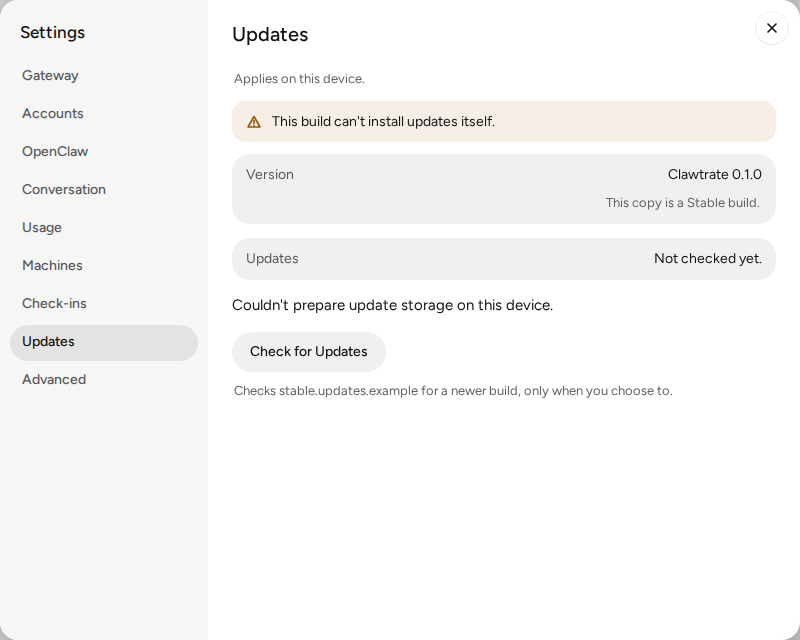 Settings
Gateway
Accounts
OpenClaw
Conversation
Usage
Machines
Check-ins
Updates
Advanced
Updates
Applies on this device.
This build can't install updates itself.
Version
Clawtrate 0.1.0
This copy is a Stable build.
Updates
Not checked yet.
Couldn't prepare update storage on this device.
Check for Updates
Checks stable.updates.example for a newer build, only when you choose to.